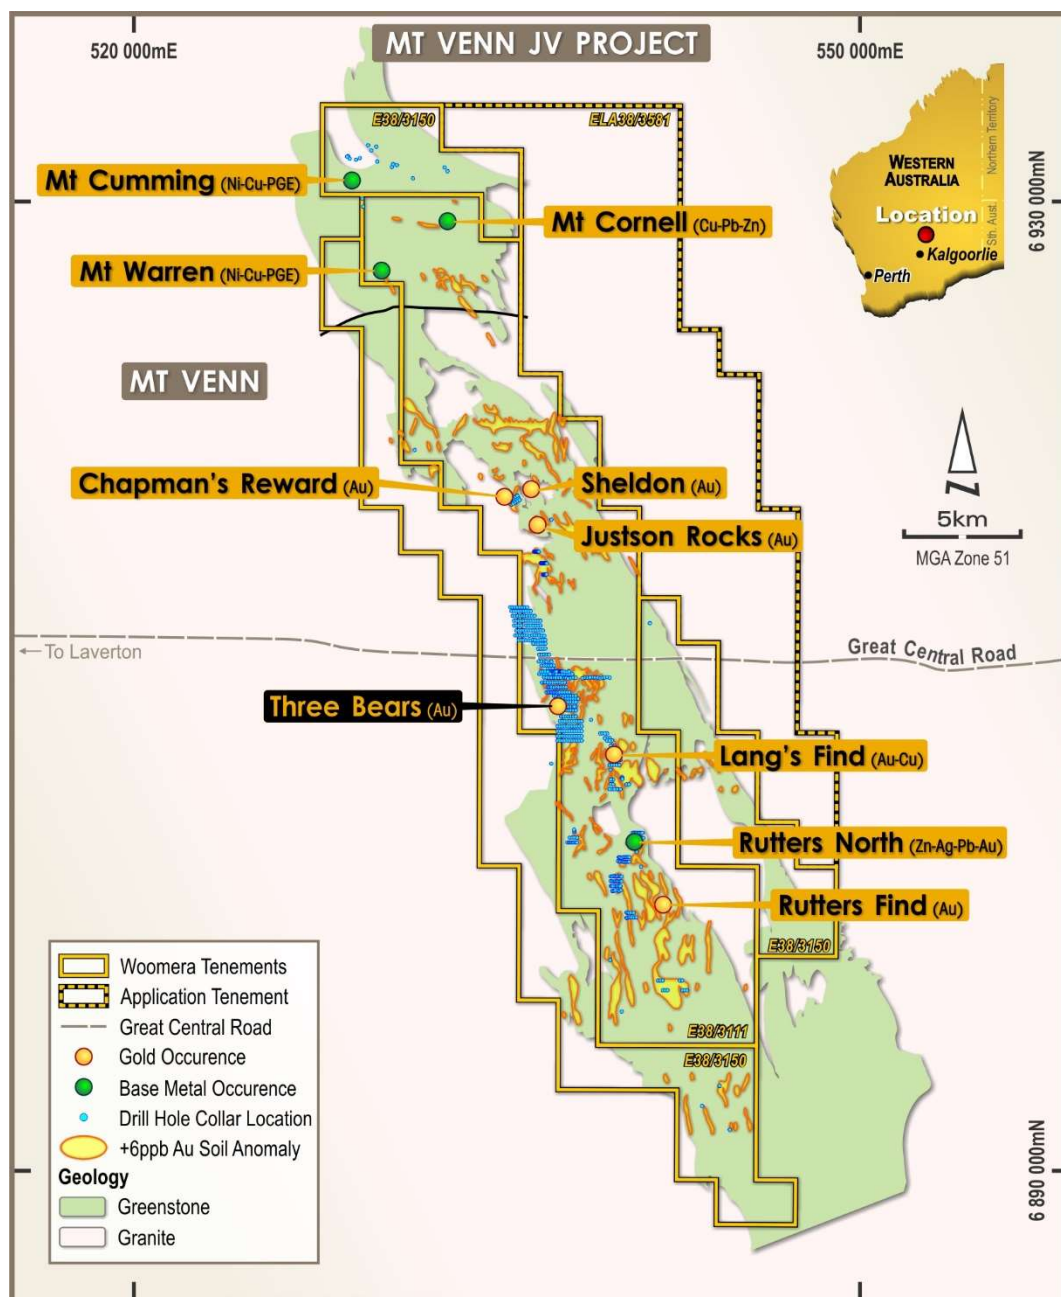 MT VENN JV PROJECT
520 000mE
550 000mE
E38/3150
ELA38/3581
WESTERN
AUSTRALIA
Northern Territory
Sth. Aust.
Location
Kalgoorlie
Perth
6 930 000mN
Mt Cumming (Ni-Cu-PGE)
Mt Cornell (Cu-Pb-Zn)
Mt Warren (Ni-Cu-PGE)
MT VENN
Chapman's Reward (Au)
Sheldon (Au)
Justson Rocks (Au)
N
5km
MGA Zone 51
←To Laverton
Great Central Road
Three Bears (Au)
Lang's Find (Au-Cu)
Rutters North (Zn-Ag-Pb-Au)
Rutters Find (Au)
E38/3150
E38/3111
E38/3150
Woomera Tenements
Application Tenement
Great Central Road
Gold Occurence
Base Metal Occurence
Drill Hole Collar Location
+6ppb Au Soil Anomaly
Geology
Greenstone
Granite
6 890 000mN